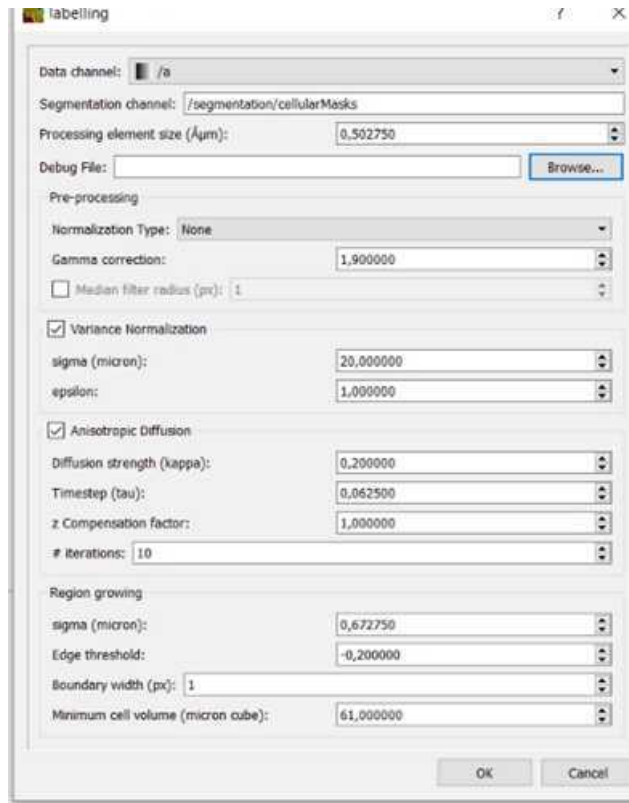 labelling ? ×
Data channel: /a
Segmentation channel: /segmentation/cellularMasks
Processing element size (Âµm): 0,502750
Debug File: Browse...
Pre-processing
Normalization Type: None
Gamma correction: 1,900000
Median filter radius (px): 1
Variance Normalization
sigma (micron): 20,000000
epsilon: 1,000000
Anisotropic Diffusion
Diffusion strength (kappa): 0,200000
Timestep (tau): 0,062500
z Compensation factor: 1,000000
# iterations: 10
Region growing
sigma (micron): 0,672750
Edge threshold: -0,200000
Boundary width (px): 1
Minimum cell volume (micron cube): 61,000000
OK Cancel